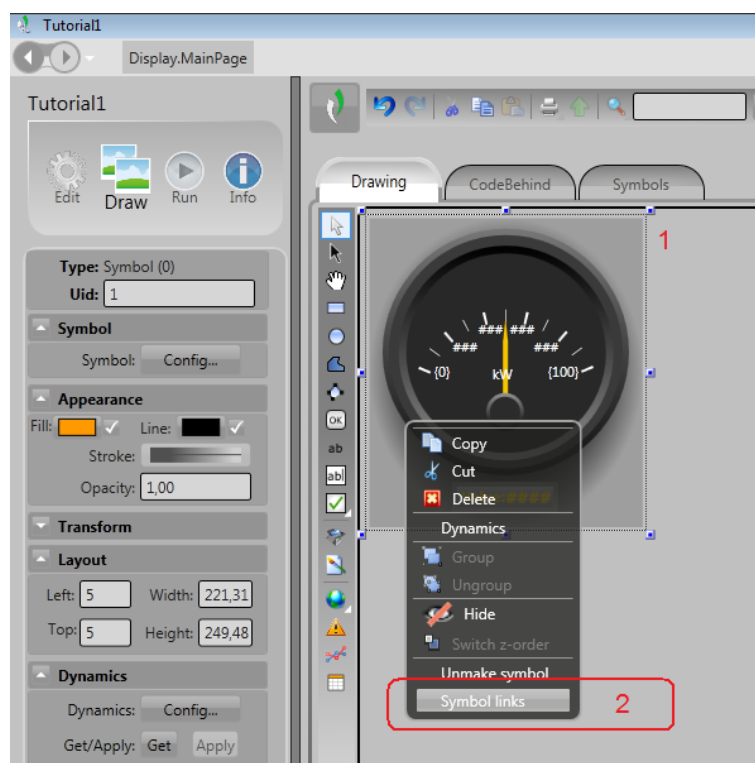 Tutorial1
Display.MainPage
Tutorial1
Edit Draw Run Info
Type: Symbol (0)
Uid: 1
Symbol
Symbol: Config...
Appearance
Fill: Line:
Stroke:
Opacity: 1,00
Transform
Layout
Left: 5 Width: 221,31
Top: 5 Height: 249,48
Dynamics
Dynamics: Config...
Get/Apply: Get Apply
Drawing CodeBehind Symbols
OK
ab
ab
1
### ###
### ###
{0} kW {100}
Copy
Cut
Delete
Dynamics
Group
Ungroup
Hide
Switch z-order
Unmake symbol
Symbol links
2